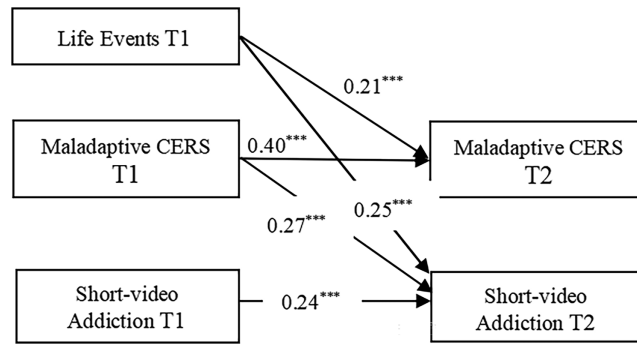 Life Events T1
0.21***
Maladaptive CERS
T1
0.40***
Maladaptive CERS
T2
0.27***
0.25***
Short-video
Addiction T1
0.24***
Short-video
Addiction T2